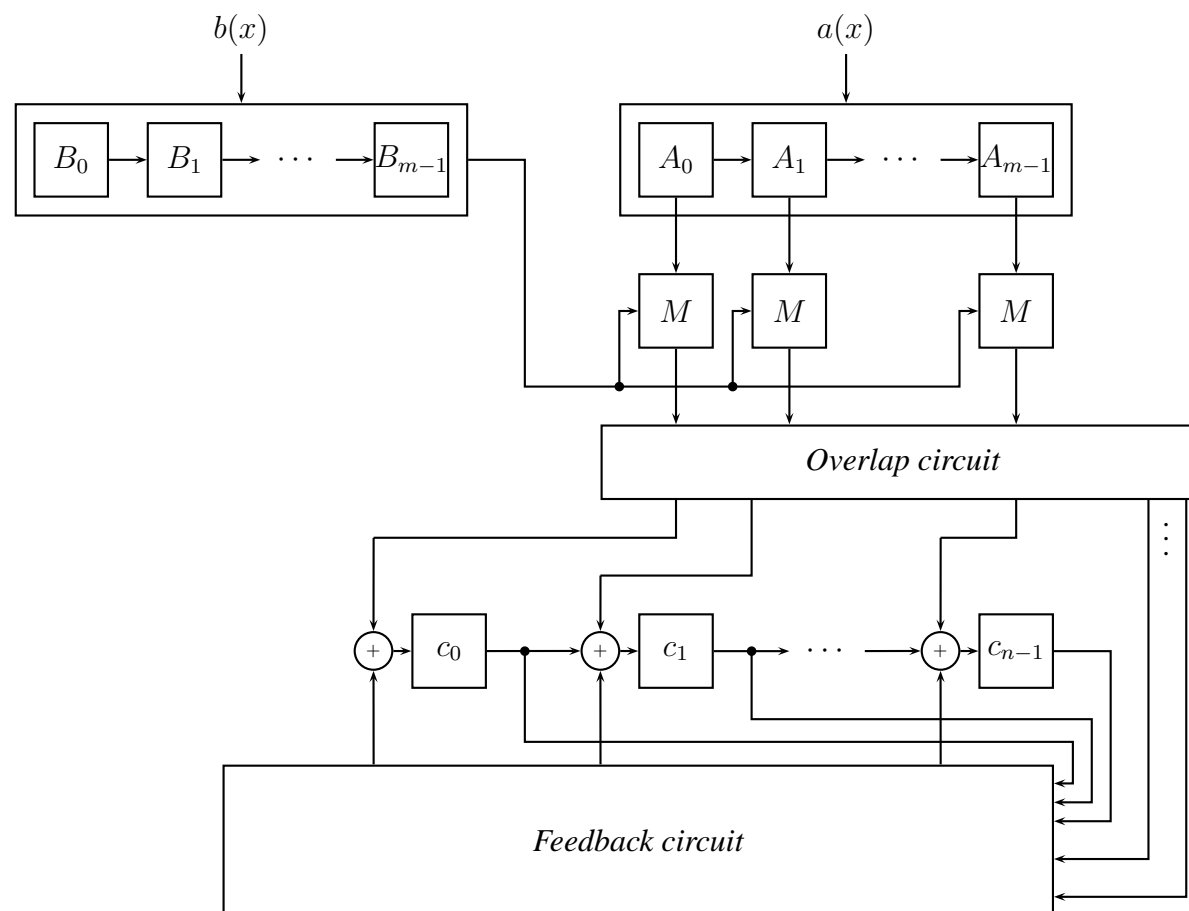 b(x) a(x)
B₀ B₁ ··· Bₘ₋₁ A₀ A₁ ··· Aₘ₋₁
M M M
Overlap circuit
⋮
+ c₀ + c₁ ··· + cₙ₋₁
Feedback circuit